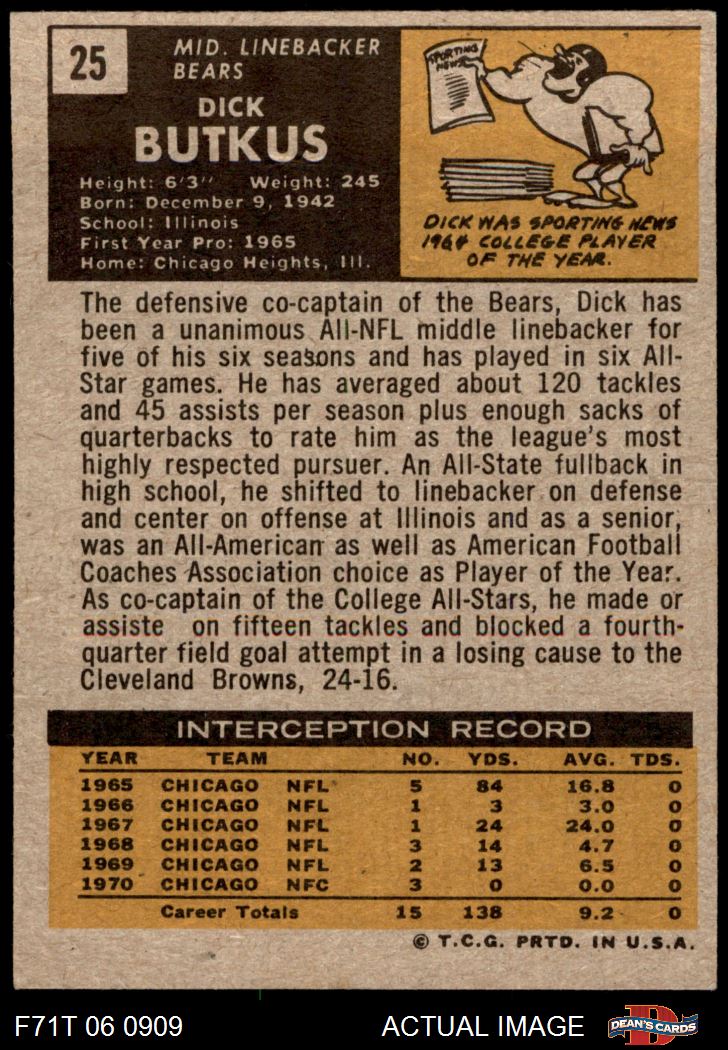 25
MID. LINEBACKER
BEARS
DICK
BUTKUS
Height: 6'3" Weight: 245
Born: December 9, 1942
School: Illinois
First Year Pro: 1965
Home: Chicago Heights, Ill.
SPORTING
NEWS
DICK WAS SPORTING NEWS
1964 COLLEGE PLAYER
OF THE YEAR.
The defensive co-captain of the Bears, Dick has
been a unanimous All-NFL middle linebacker for
five of his six seasons and has played in six All-
Star games. He has averaged about 120 tackles
and 45 assists per season plus enough sacks of
quarterbacks to rate him as the league's most
highly respected pursuer. An All-State fullback in
high school, he shifted to linebacker on defense
and center on offense at Illinois and as a senior,
was an All-American as well as American Football
Coaches Association choice as Player of the Year.
As co-captain of the College All-Stars, he made or
assiste on fifteen tackles and blocked a fourth-
quarter field goal attempt in a losing cause to the
Cleveland Browns, 24-16.
INTERCEPTION RECORD
YEAR TEAM NO. YDS. AVG. TDS.
1965 CHICAGO NFL 5 84 16.8 0
1966 CHICAGO NFL 1 3 3.0 0
1967 CHICAGO NFL 1 24 24.0 0
1968 CHICAGO NFL 3 14 4.7 0
1969 CHICAGO NFL 2 13 6.5 0
1970 CHICAGO NFC 3 0 0.0 0
Career Totals 15 138 9.2 0
© T.C.G. PRTD. IN U.S.A.
F71T 06 0909 ACTUAL IMAGE DEAN'S CARDS